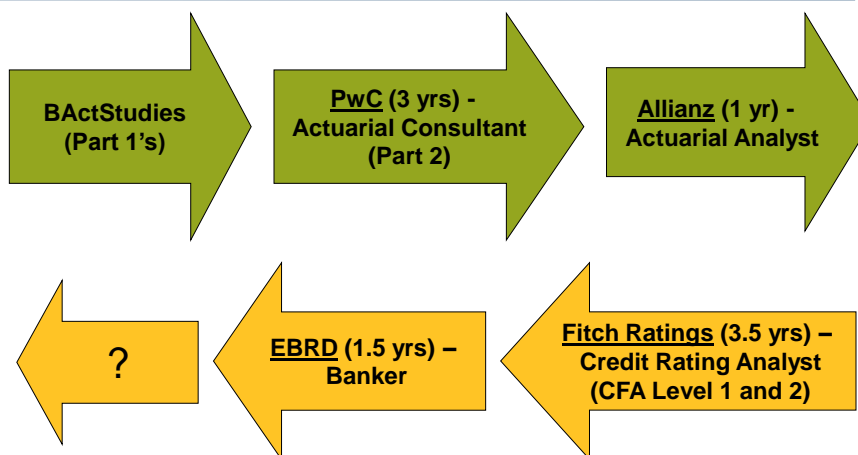 BActStudies
(Part 1's)
PwC (3 yrs) -
Actuarial Consultant
(Part 2)
Allianz (1 yr) -
Actuarial Analyst
Fitch Ratings (3.5 yrs) –
Credit Rating Analyst
(CFA Level 1 and 2)
EBRD (1.5 yrs) –
Banker
?